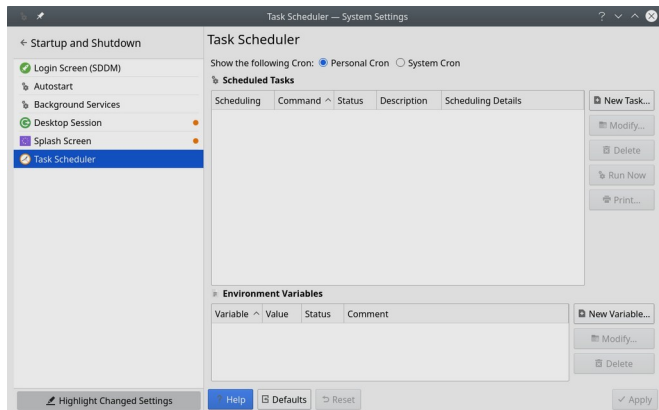 Task Scheduler — System Settings
← Startup and Shutdown
Login Screen (SDDM)
Autostart
Background Services
Desktop Session
Splash Screen
Task Scheduler
Highlight Changed Settings
Task Scheduler
Show the following Cron: Personal Cron System Cron
Scheduled Tasks
Scheduling Command Status Description Scheduling Details
New Task...
Modify...
Delete
Run Now
Print...
Environment Variables
Variable Value Status Comment
New Variable...
Modify...
Delete
Help Defaults Reset Apply